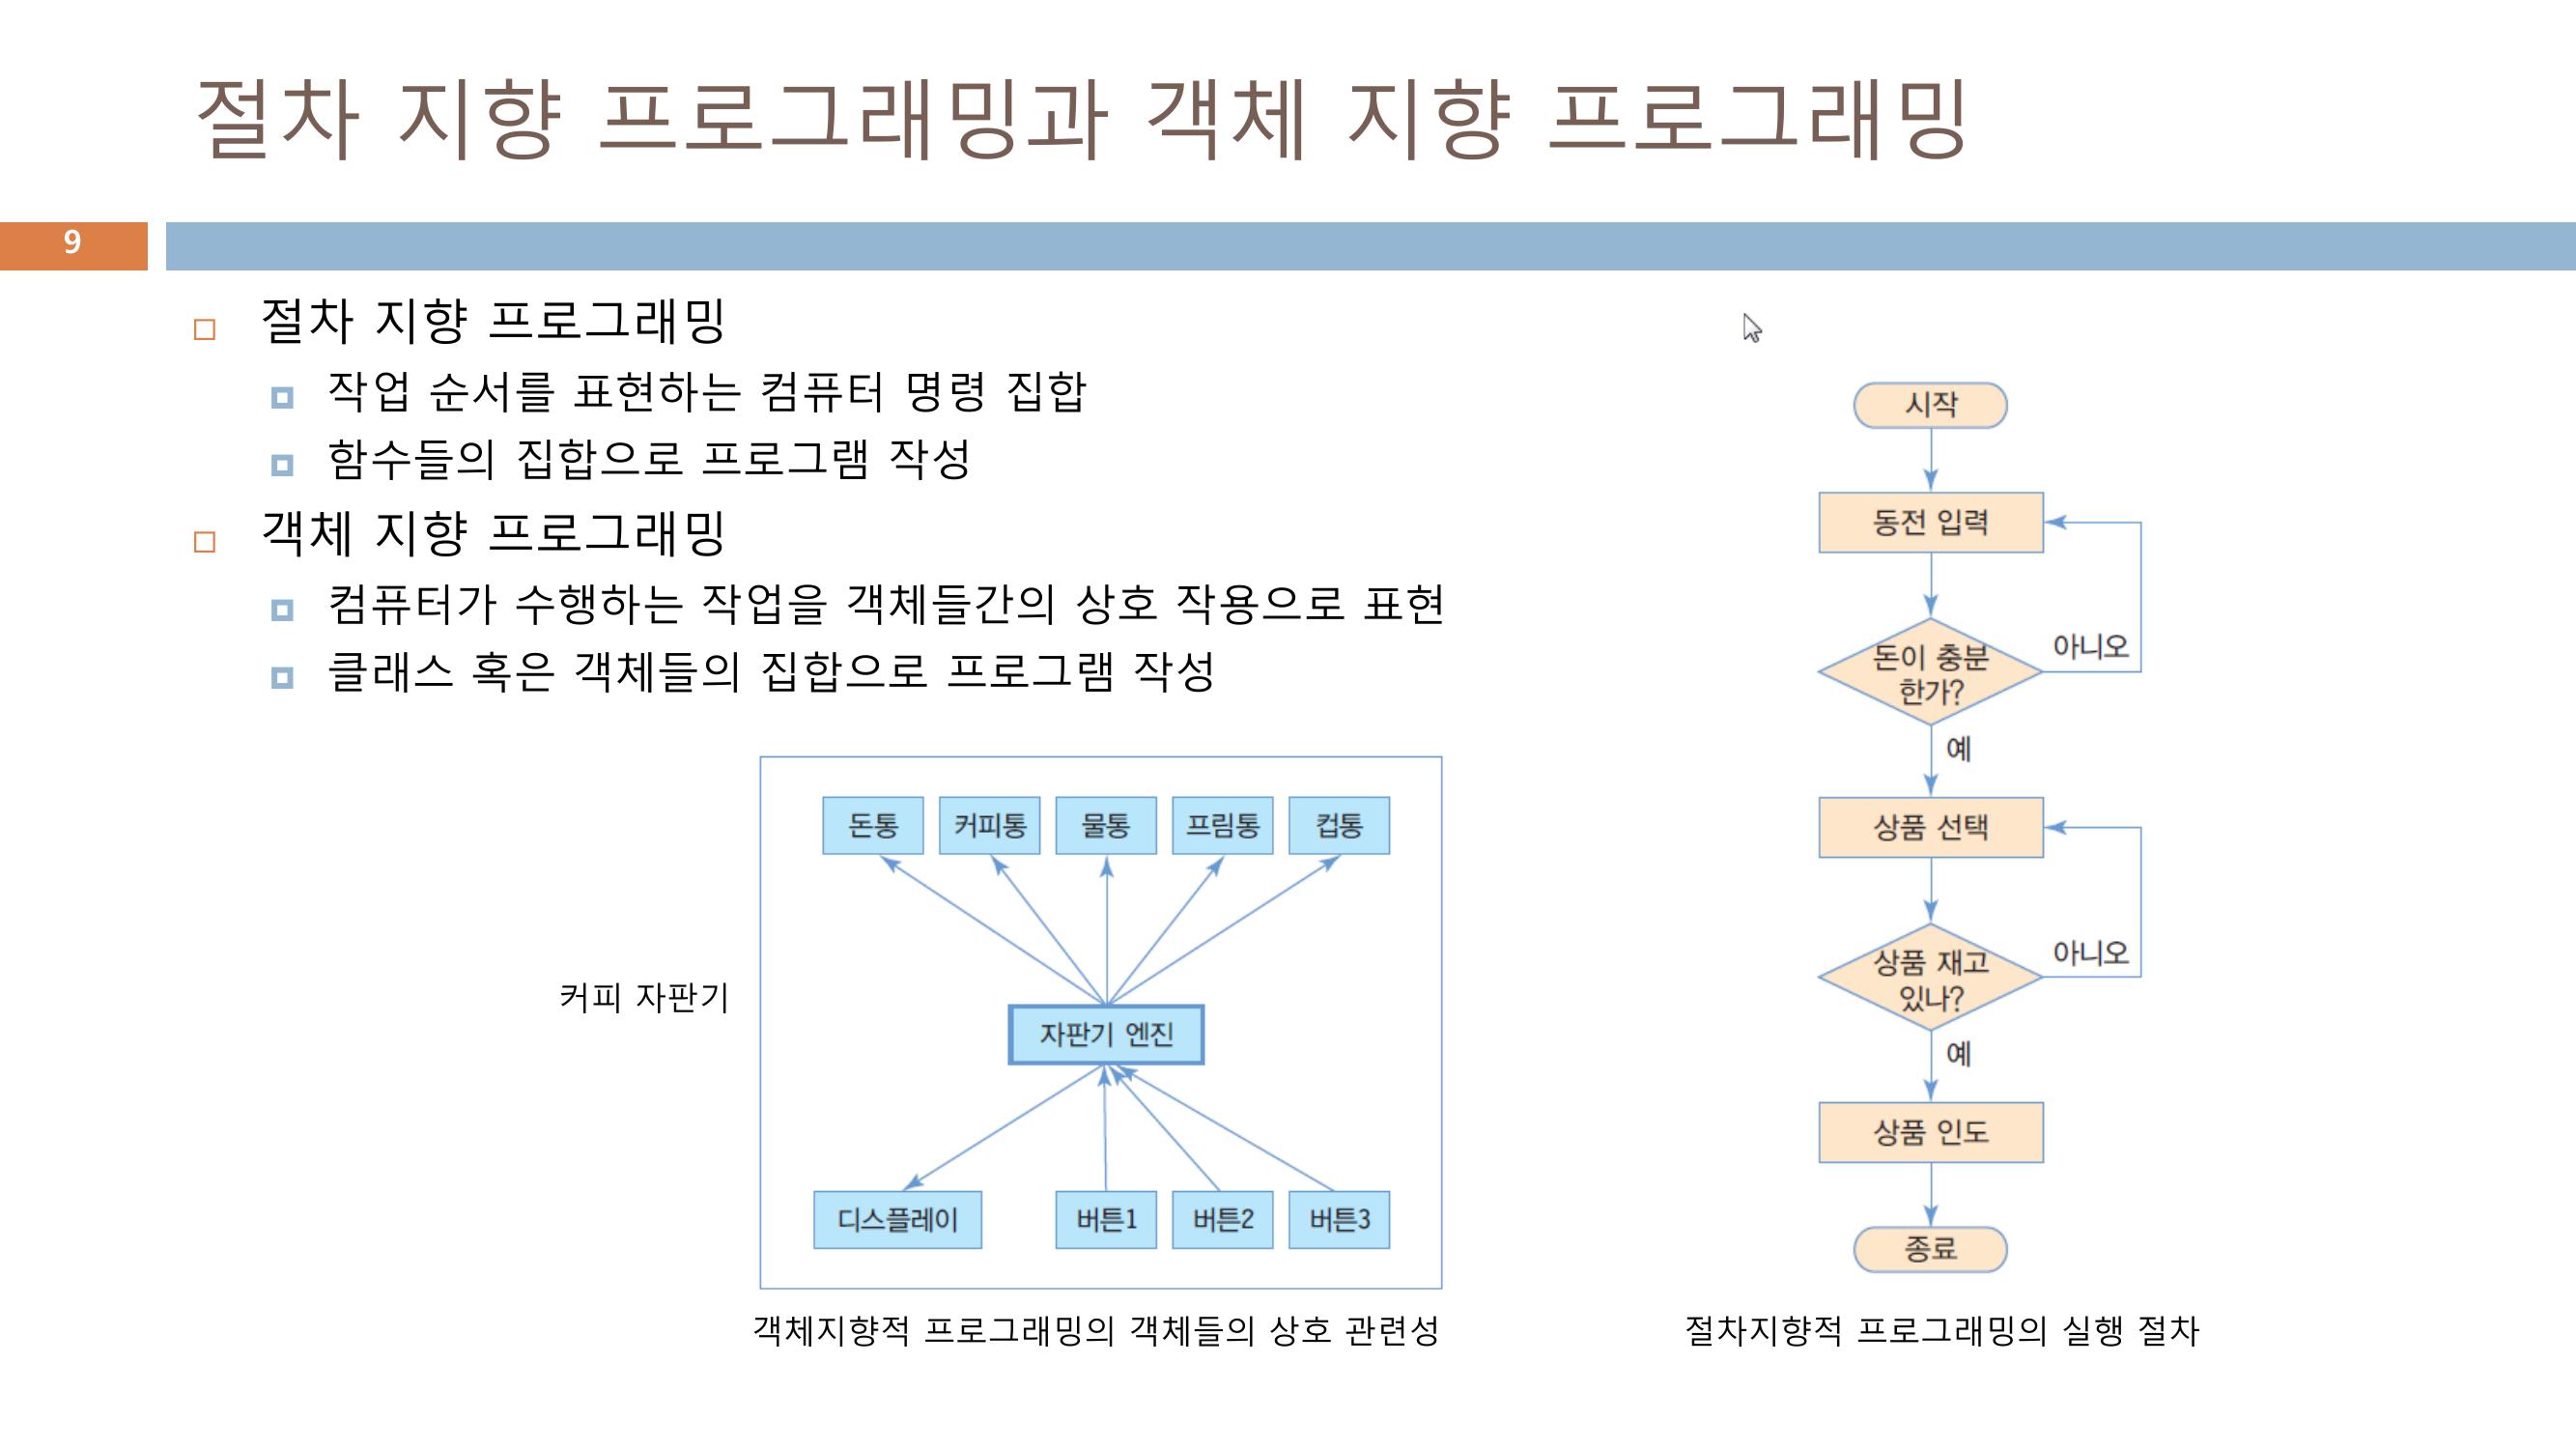 절차 지향 프로그래밍과 객체 지향 프로그래밍
9
절차 지향 프로그래밍
작업 순서를 표현하는 컴퓨터 명령 집합
함수들의 집합으로 프로그램 작성
객체 지향 프로그래밍
컴퓨터가 수행하는 작업을 객체들간의 상호 작용으로 표현
클래스 혹은 객체들의 집합으로 프로그램 작성
커피 자판기
돈통 커피통 물통 프림통 컵통
자판기 엔진
디스플레이 버튼1 버튼2 버튼3
객체지향적 프로그래밍의 객체들의 상호 관련성
시작
동전 입력
돈이 충분
한가?
아니오
예
상품 선택
상품 재고
있나?
아니오
예
상품 인도
종료
절차지향적 프로그래밍의 실행 절차